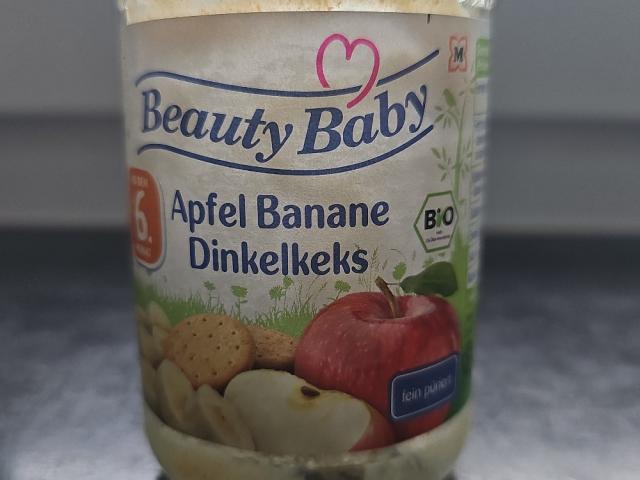 M
Beauty Baby
Apfel Banane
Dinkelkeks
6.
BIO
fein püriert